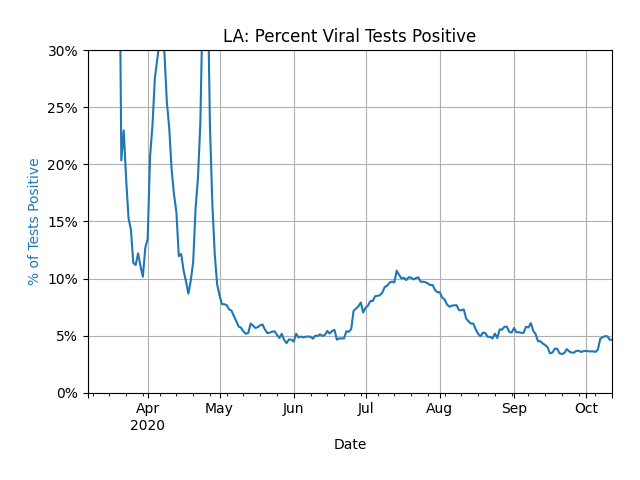 LA: Percent Viral Tests Positive
% of Tests Positive
30%
25%
20%
15%
10%
5%
0%
Apr May Jun Jul Aug Sep Oct
2020
Date